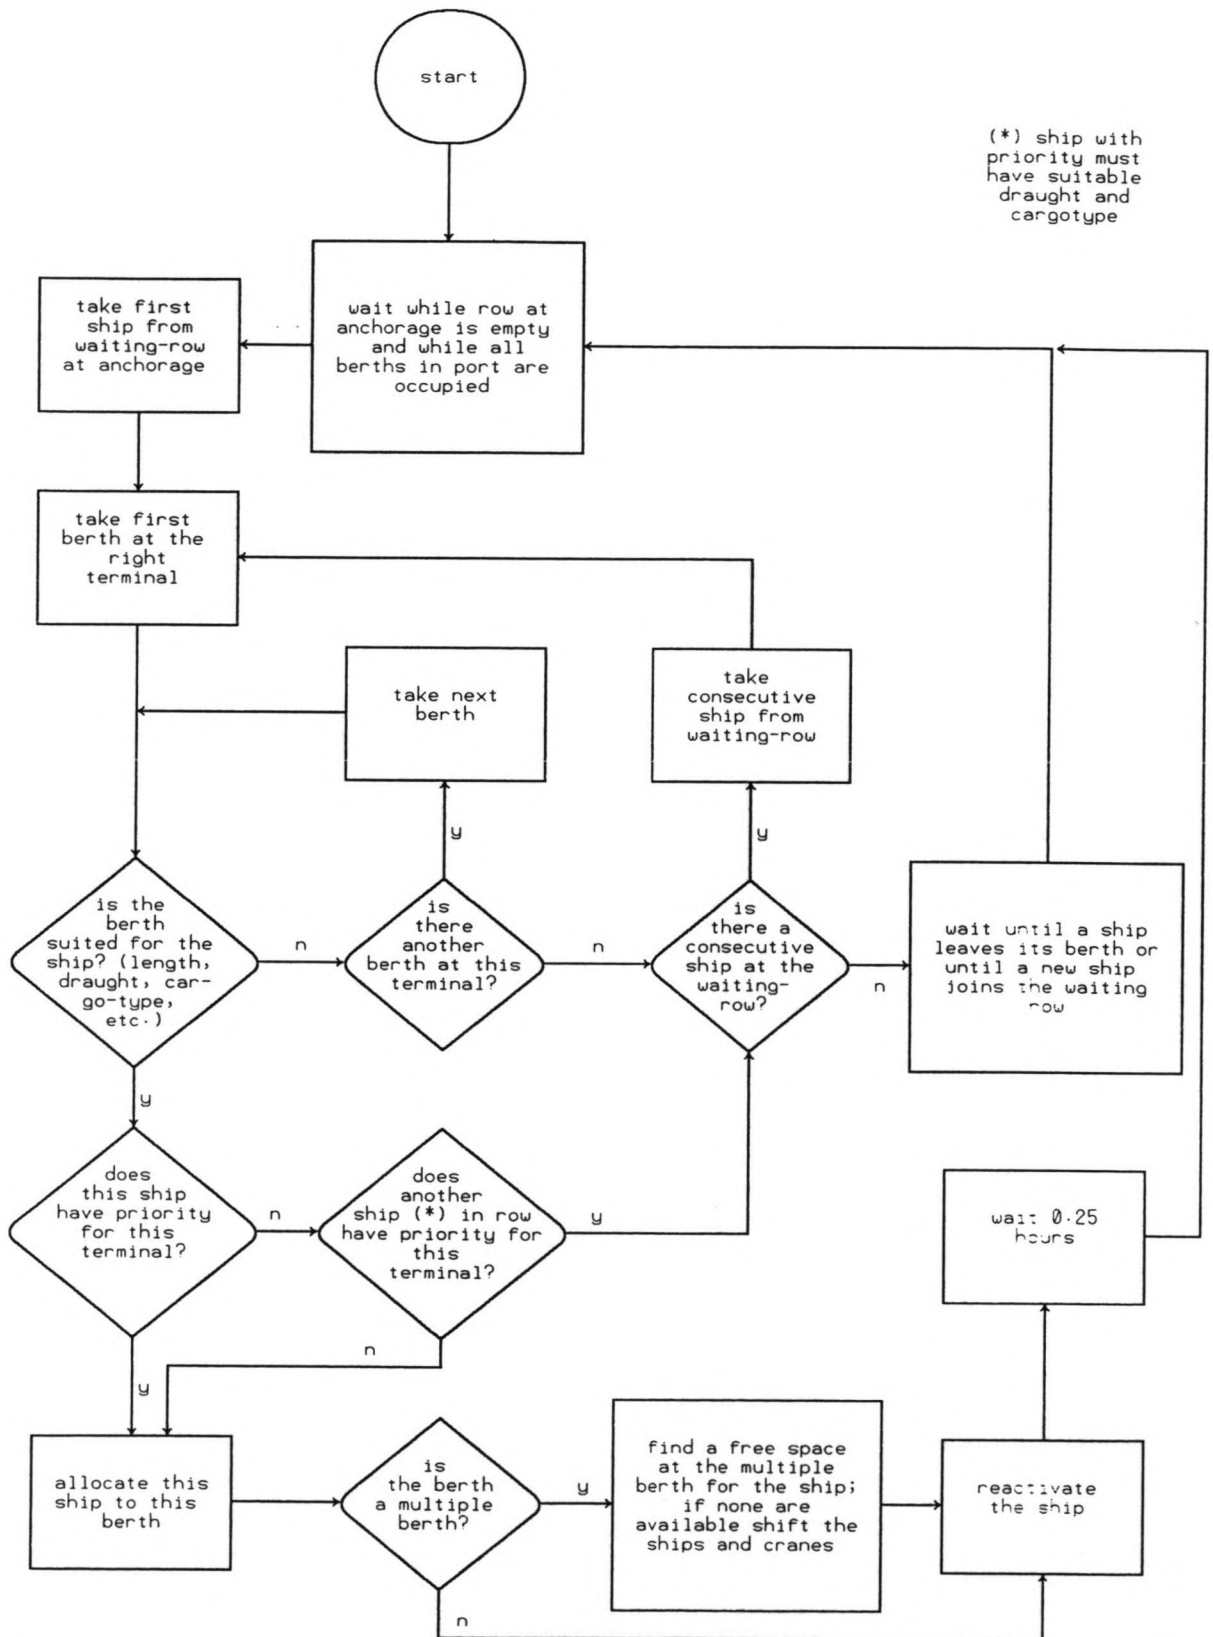 start
(*) ship with
priority must
have suitable
draught and
cargotype
take first
ship from
waiting-row
at anchorage
wait while row at
anchorage is empty
and while all
berths in port are
occupied
take first
berth at the
right
terminal
take next
berth
take
consecutive
ship from
waiting-row
y
y
is the
berth
suited for the
ship? (length,
draught, car-
go-type,
etc.)
n
is
there
another
berth at this
terminal?
n
is
there a
consecutive
ship at the
waiting-
row?
n
wait until a ship
leaves its berth or
until a new ship
joins the waiting
row
y
does
this ship
have priority
for this
terminal?
n
does
another
ship (*) in row
have priority for
this
terminal?
y
wait 0.25
hours
n
y
allocate this
ship to this
berth
is
the berth
a multiple
berth?
y
find a free space
at the multiple
berth for the ship;
if none are
available shift the
ships and cranes
reactivate
the ship
n